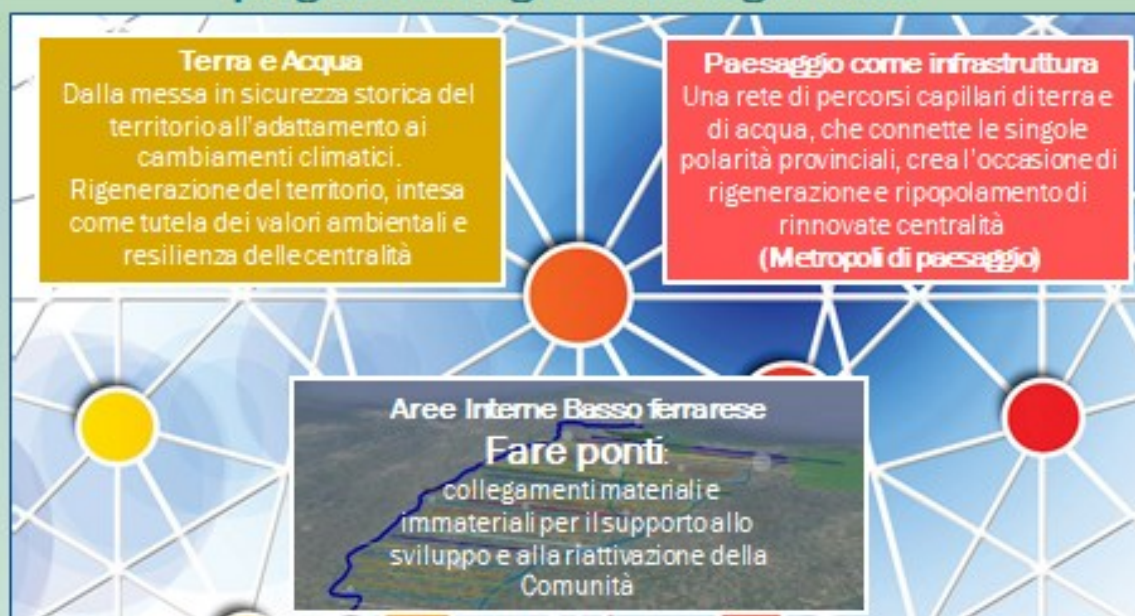 Terra e Acqua
Dalla messa in sicurezza storica del
territorio all'adattamento ai
cambiamenti climatici.
Rigenerazione del territorio, intesa
come tutela dei valori ambientali e
resilienza delle centralità
Paesaggio come infrastruttura
Una rete di percorsi capillari di terra e
di acqua, che connette le singole
polarità provinciali, crea l'occasione di
rigenerazione e ripopolamento di
rinnovate centralità
(Metropoli di paesaggio)
Aree Interne Basso ferrarese
Fare ponti:
collegamenti materiali e
immateriali per il supporto allo
sviluppo e alla riattivazione della
Comunità